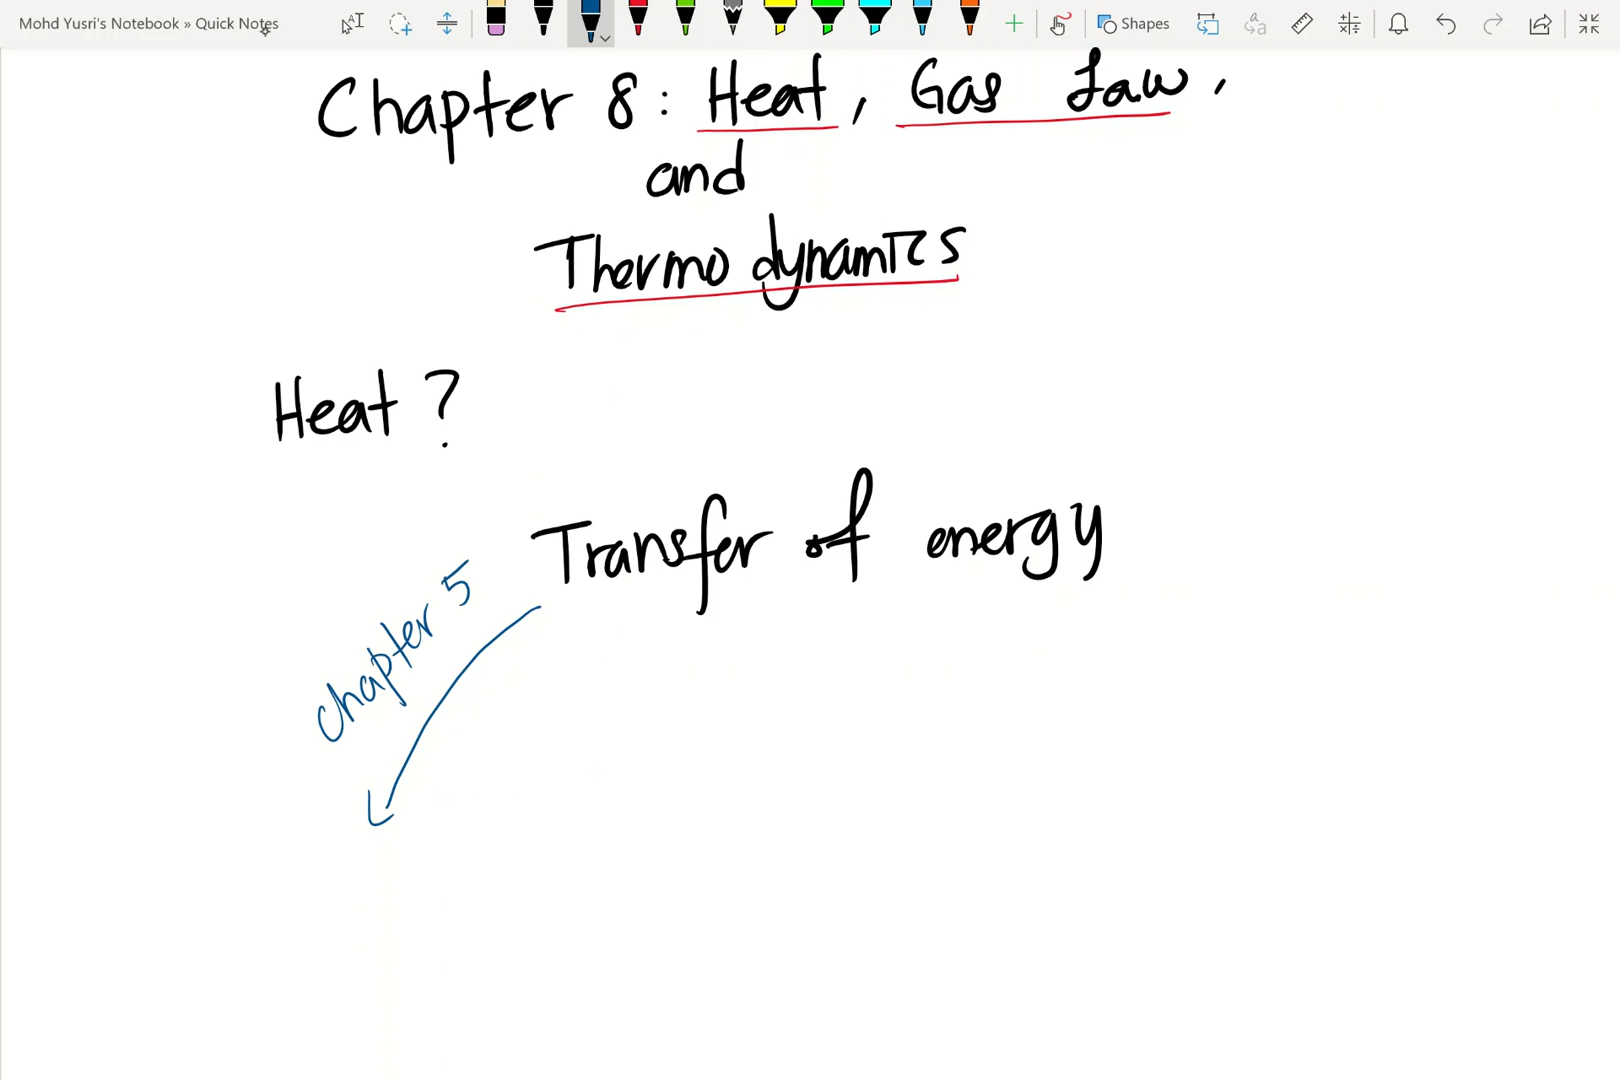 Mohd Yusri's Notebook » Quick Notes
Shapes
Chapter 8: Heat, Gas Law,
and
Thermodynamics
Heat?
Transfer of energy
chapter 5